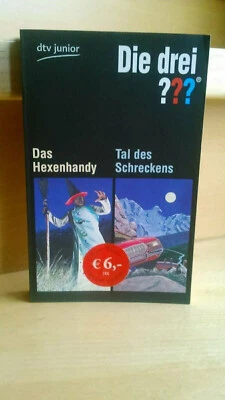 dtv junior
Die drei
???®
Das
Hexenhandy
Tal des
Schreckens
€ 6,-